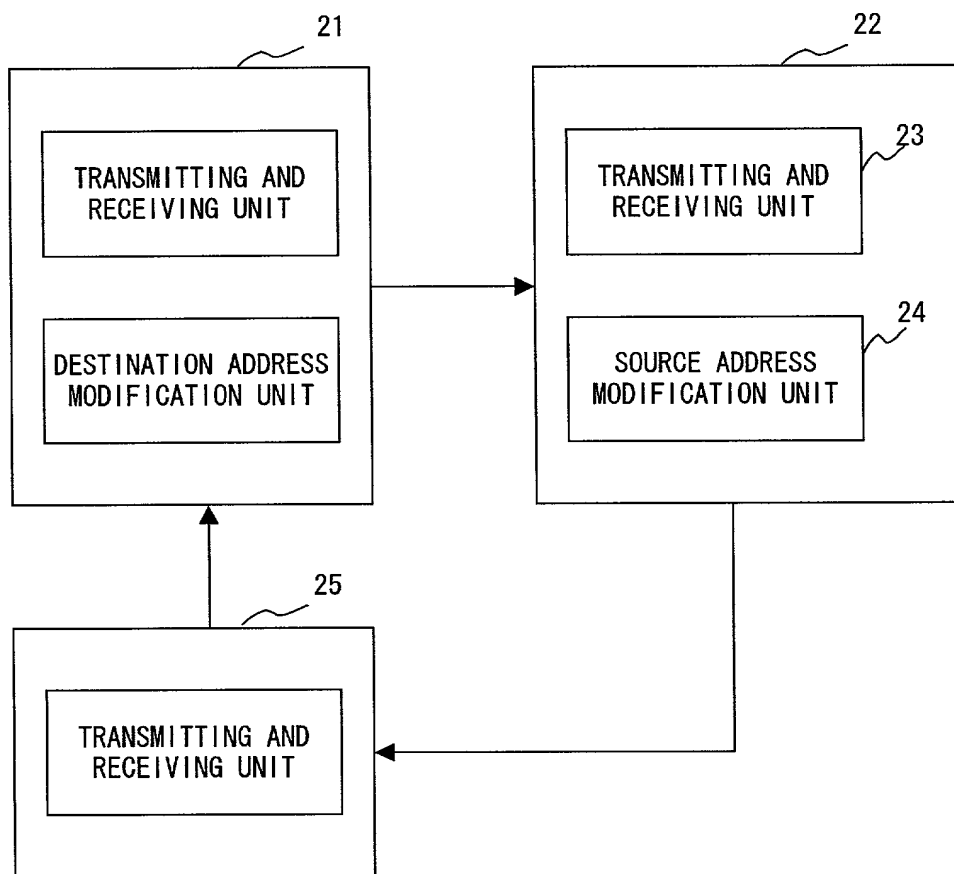 21
TRANSMITTING AND
RECEIVING UNIT
DESTINATION ADDRESS
MODIFICATION UNIT
22
23
TRANSMITTING AND
RECEIVING UNIT
24
SOURCE ADDRESS
MODIFICATION UNIT
25
TRANSMITTING AND
RECEIVING UNIT